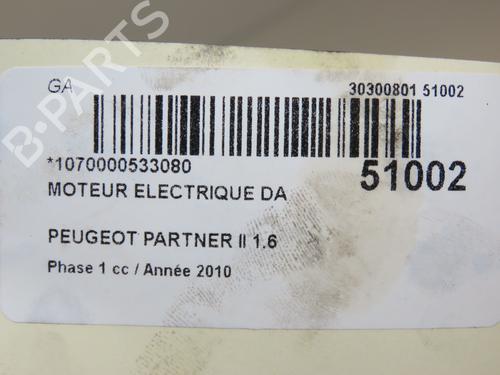 GA
30300801 51002
*1070000533080
51002
MOTEUR ELECTRIQUE DA
PEUGEOT PARTNER II 1.6
Phase 1 cc / Année 2010
B-PARTS